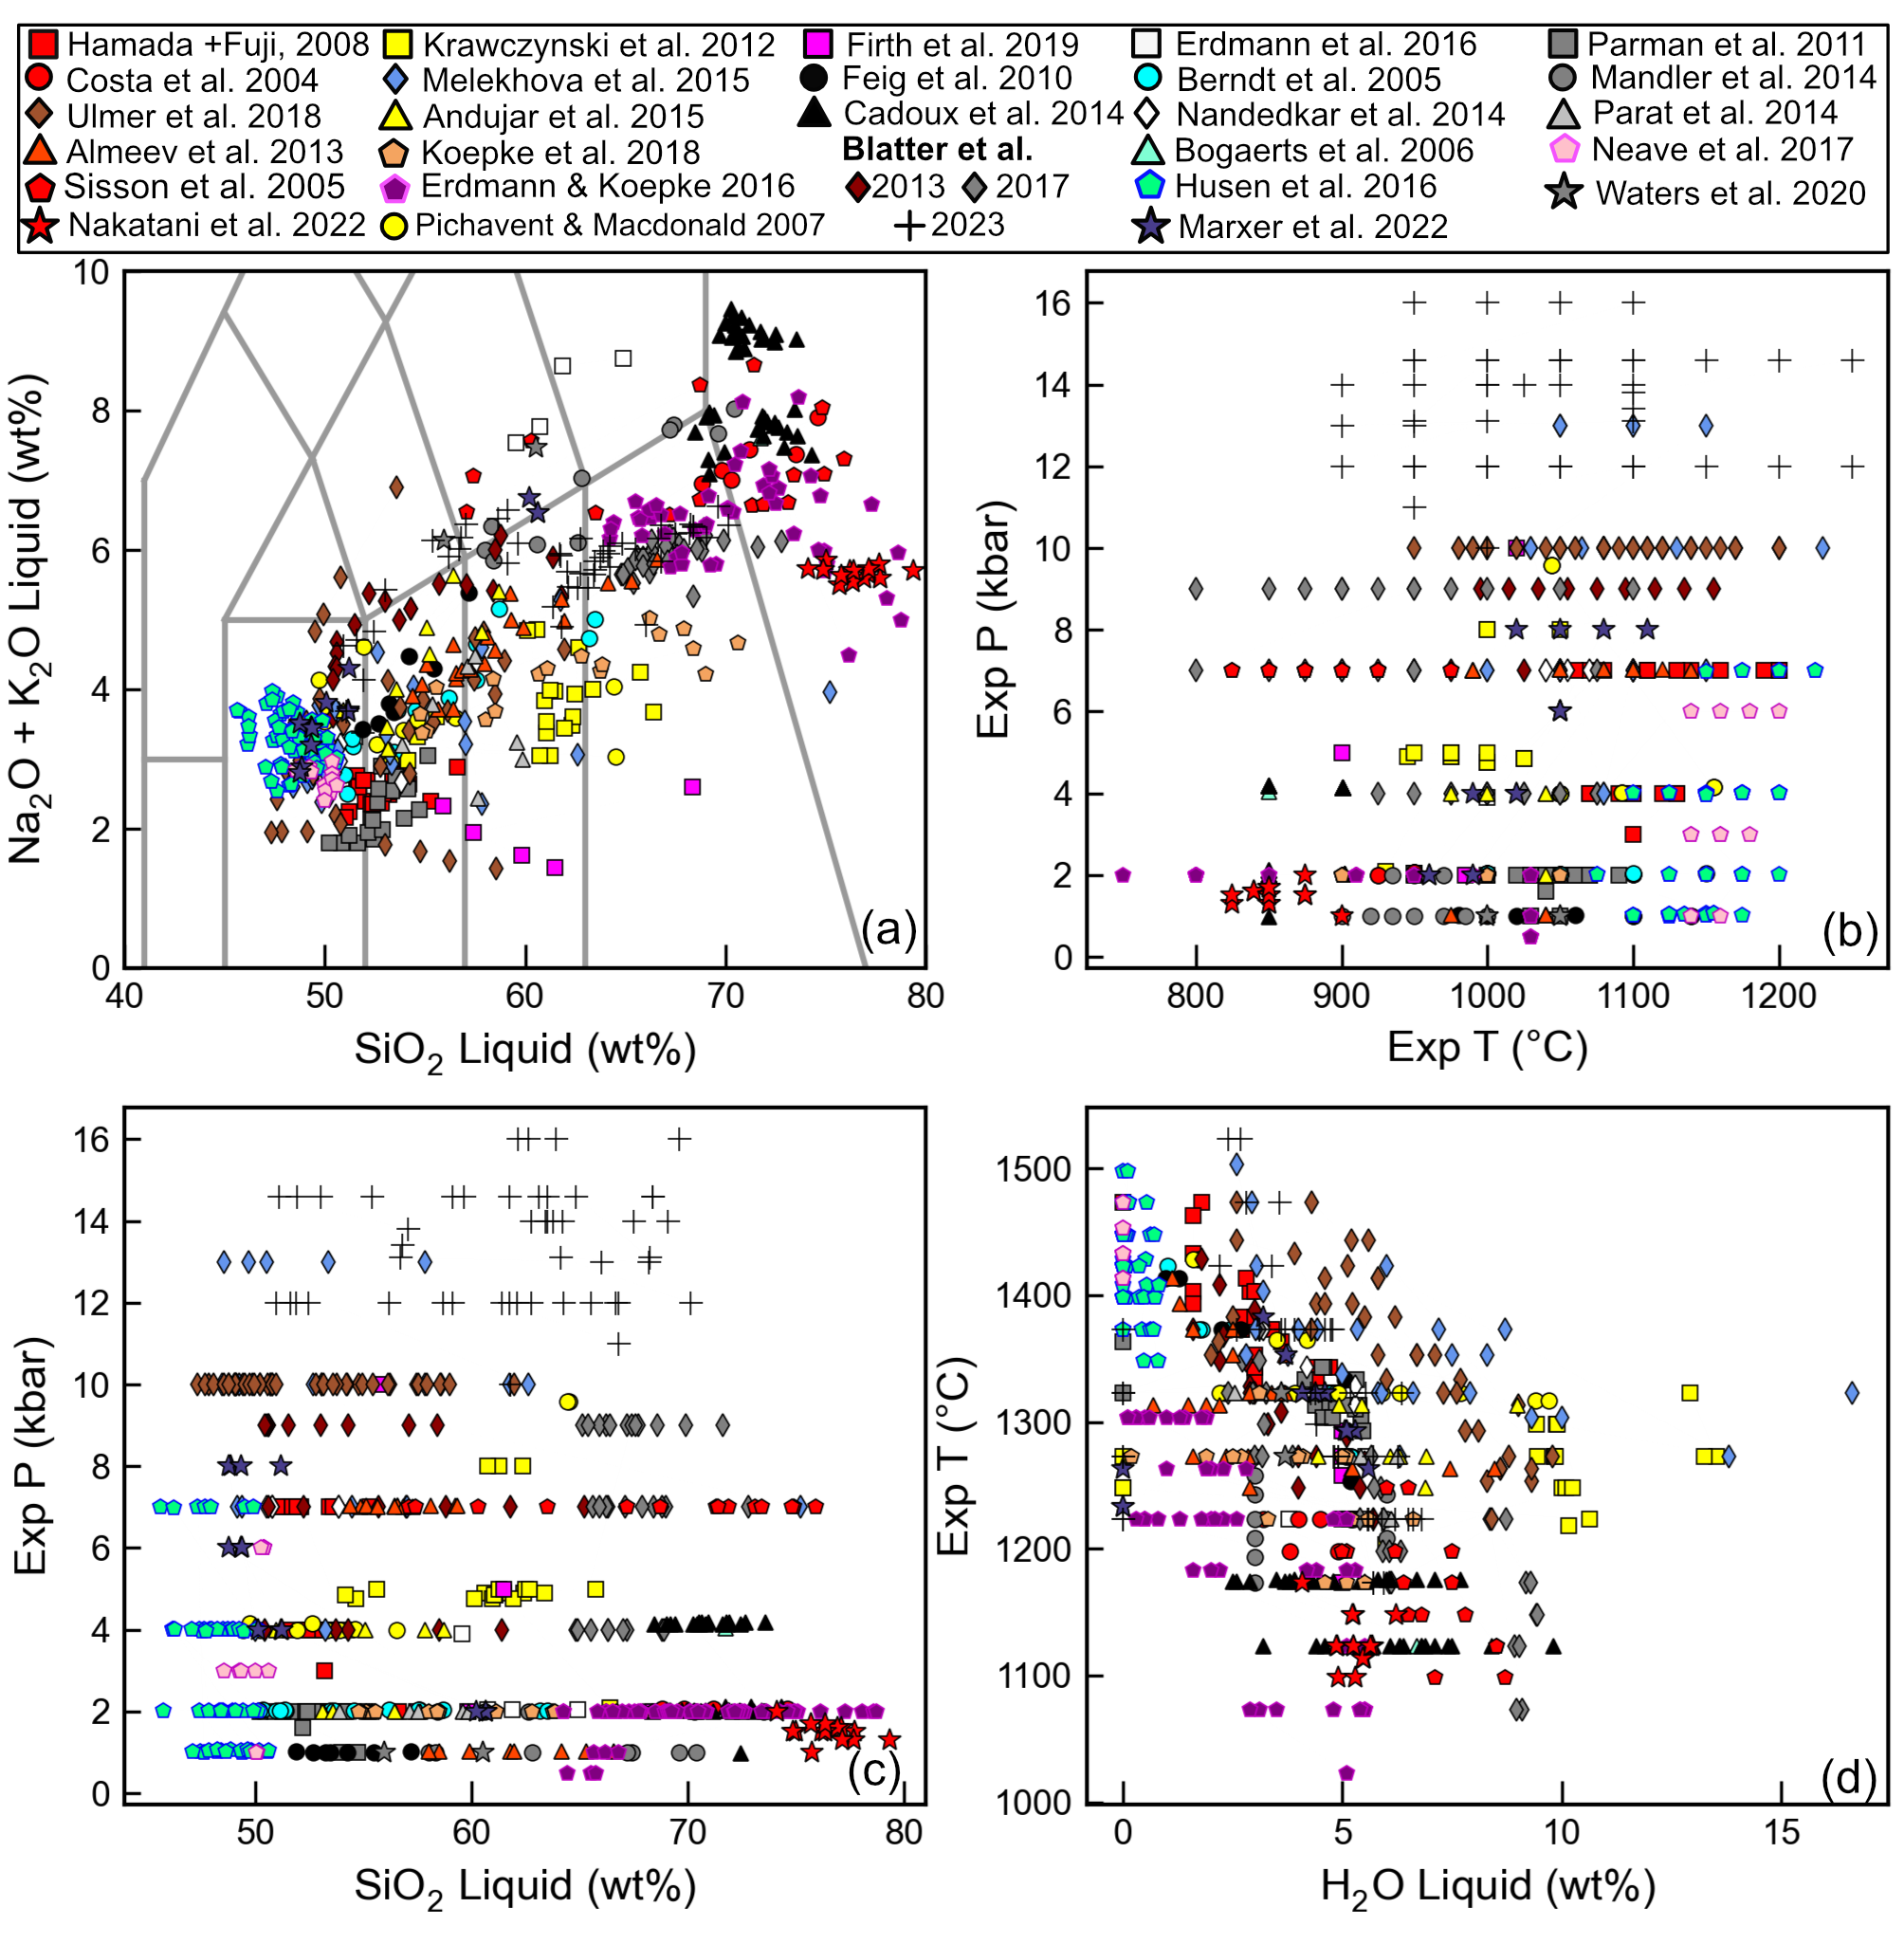 Hamada +Fuji, 2008 Krawczynski et al. 2012 Firth et al. 2019 Erdmann et al. 2016 Parman et al. 2011
Costa et al. 2004 Melekhova et al. 2015 Feig et al. 2010 Berndt et al. 2005 Mandler et al. 2014
Ulmer et al. 2018 Andujar et al. 2015 Cadoux et al. 2014 Nandedkar et al. 2014 Parat et al. 2014
Almeev et al. 2013 Koepke et al. 2018 Blatter et al. Bogaerts et al. 2006 Neave et al. 2017
Sisson et al. 2005 Erdmann & Koepke 2016 2013 2017 Husen et al. 2016 Waters et al. 2020
Nakatani et al. 2022 Pichavent & Macdonald 2007 2023 Marxer et al. 2022
10
8
6
4
2
0
Na2O + K2O Liquid (wt%)
40 50 60 70 80
SiO2 Liquid (wt%)
(a)
16
14
12
10
8
6
4
2
0
Exp P (kbar)
800 900 1000 1100 1200
Exp T (°C)
(b)
16
14
12
10
8
6
4
2
0
Exp P (kbar)
50 60 70 80
SiO2 Liquid (wt%)
(c)
1500
1400
1300
1200
1100
1000
Exp T (°C)
0 5 10 15
H2O Liquid (wt%)
(d)